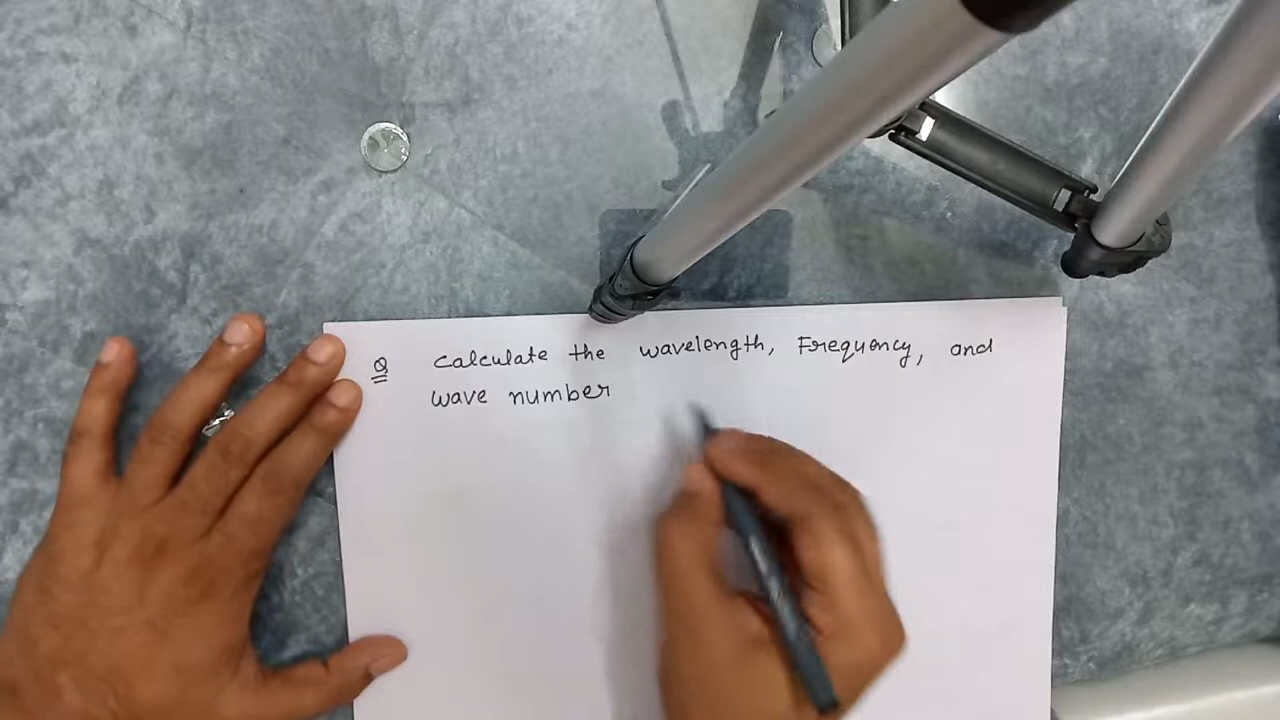 Q Calculate the wavelength, Frequency, and
wave number